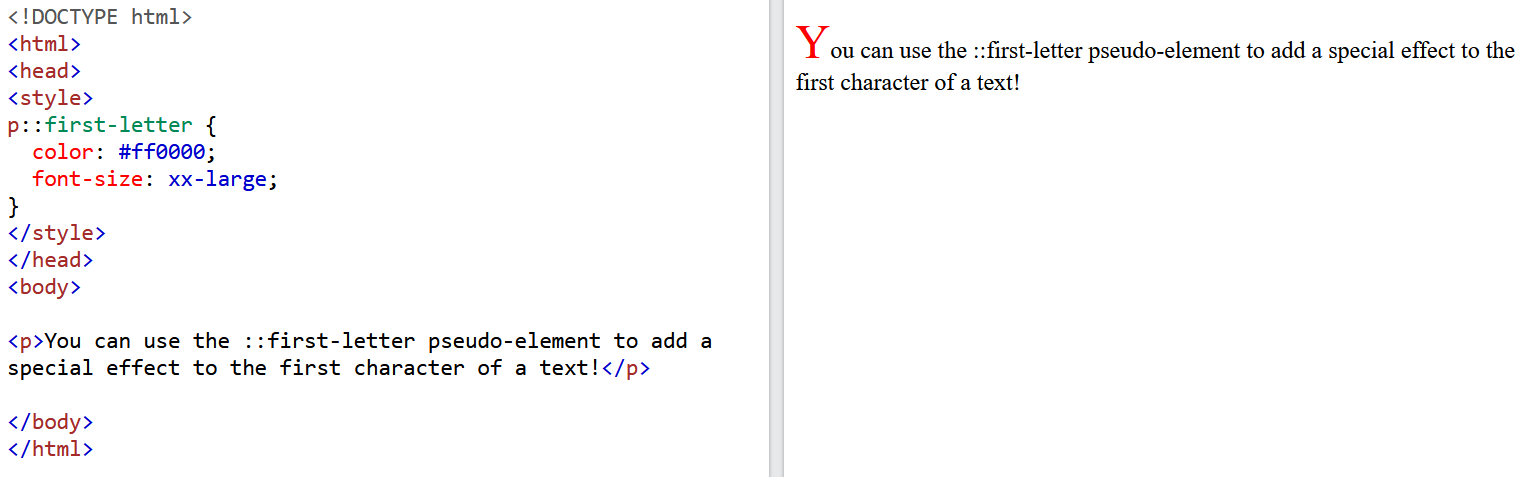 <!DOCTYPE html>
<html>
<head>
<style>
p::first-letter {
  color: #ff0000;
  font-size: xx-large;
}
</style>
</head>
<body>

<p>You can use the ::first-letter pseudo-element to add a
special effect to the first character of a text!</p>

</body>
</html>
You can use the ::first-letter pseudo-element to add a special effect to the
first character of a text!